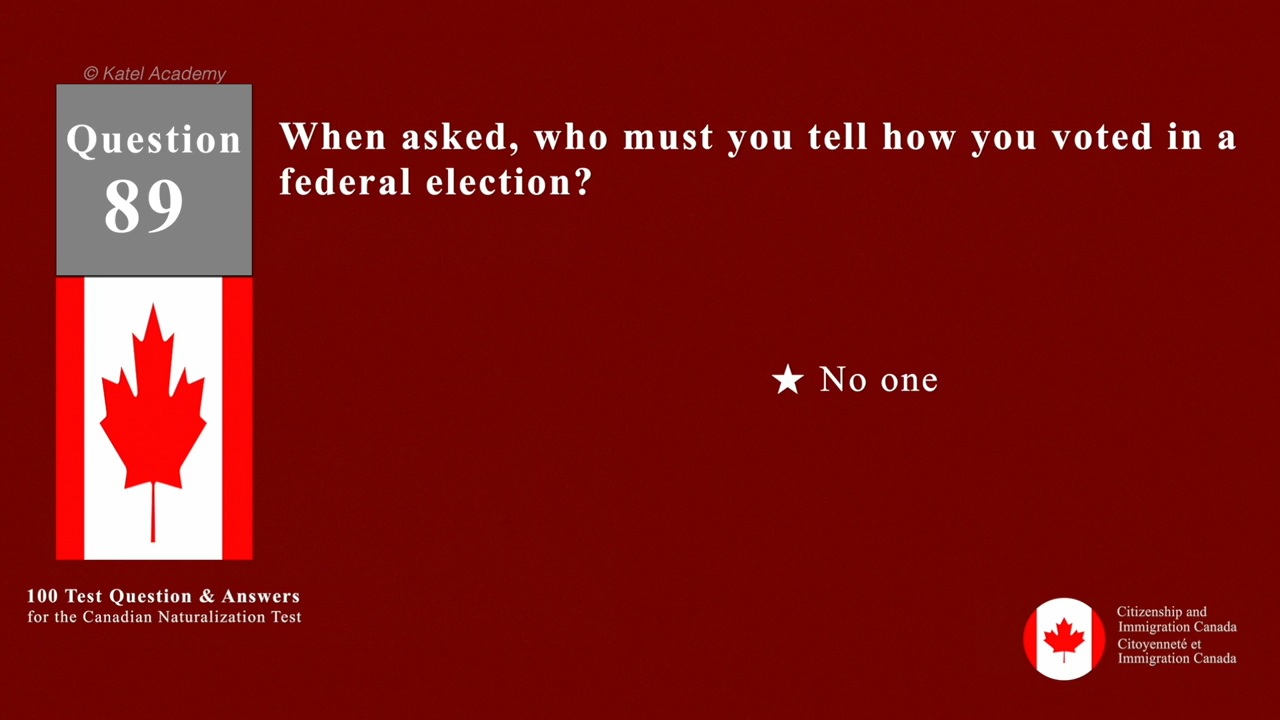 © Katel Academy
Question
89
When asked, who must you tell how you voted in a
federal election?
★ No one
100 Test Question & Answers
for the Canadian Naturalization Test
Citizenship and
Immigration Canada
Citoyenneté et
Immigration Canada